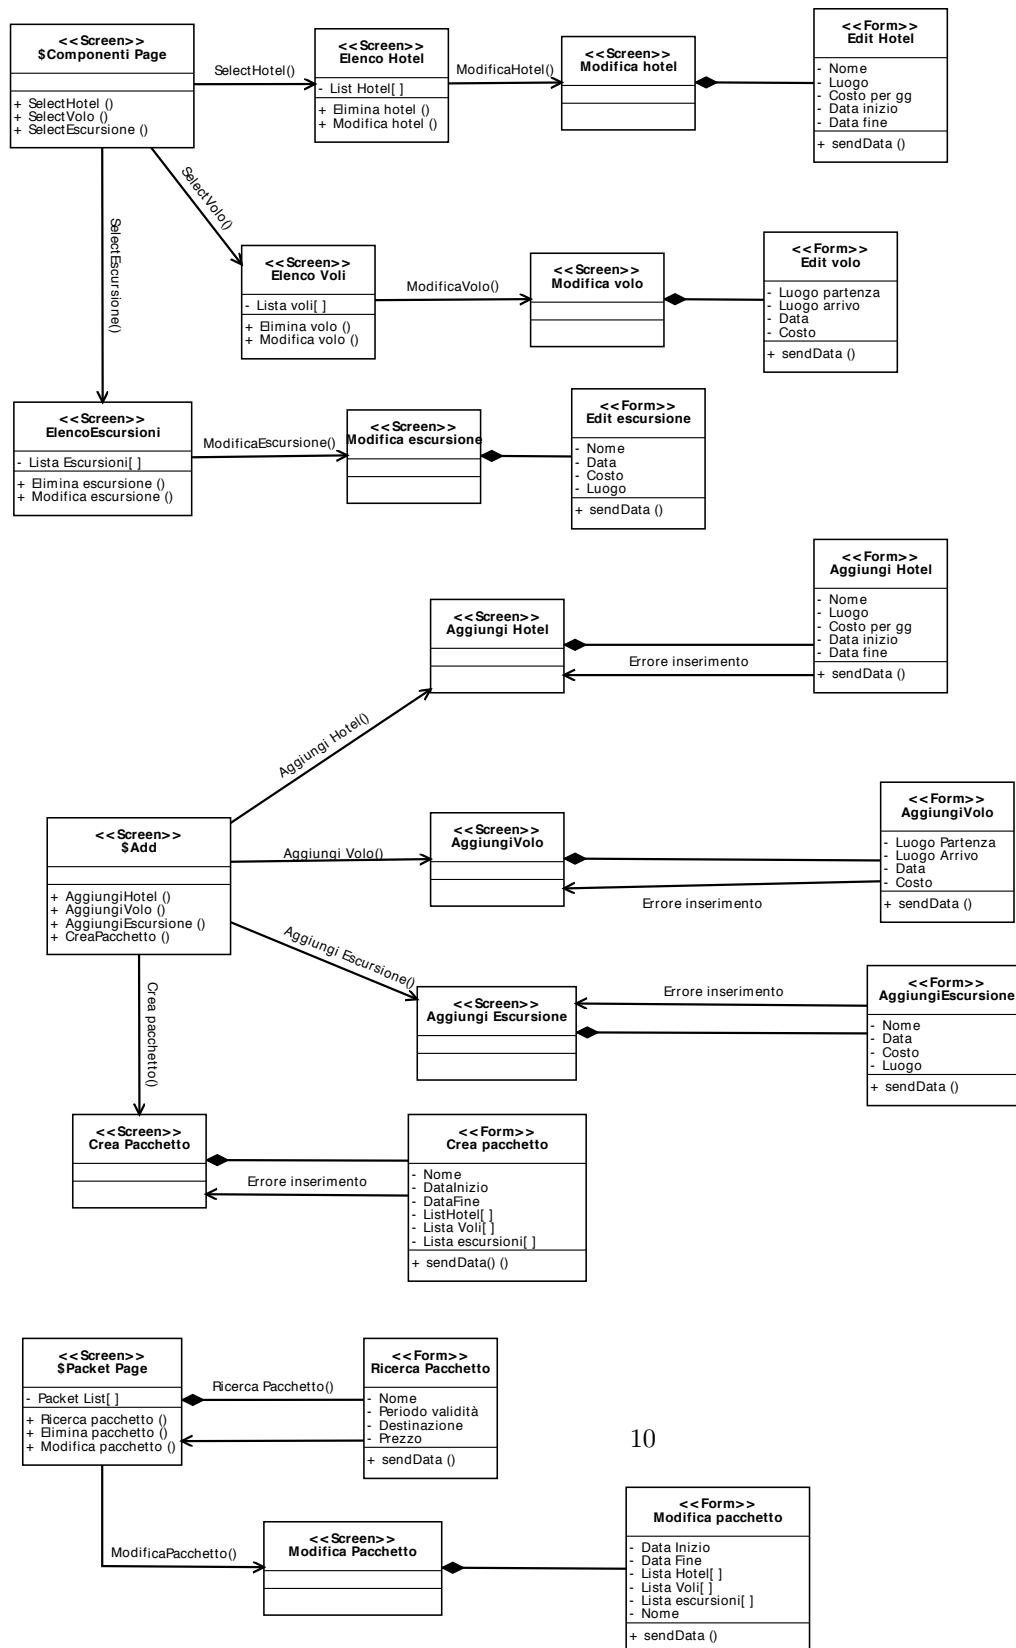 <<Screen>>
$Componenti Page
+ SelectHotel ()
+ SelectVolo ()
+ SelectEscursione ()
SelectHotel()
<<Screen>>
Elenco Hotel
- List Hotel[ ]
+ Elimina hotel ()
+ Modifica hotel ()
ModificaHotel()
<<Screen>>
Modifica hotel
<<Form>>
Edit Hotel
- Nome
- Luogo
- Costo per gg
- Data inizio
- Data fine
+ sendData ()
SelectVolo()
SelectEscursione()
<<Screen>>
Elenco Voli
- Lista voli[ ]
+ Elimina volo ()
+ Modifica volo ()
ModificaVolo()
<<Screen>>
Modifica volo
<<Form>>
Edit volo
- Luogo partenza
- Luogo arrivo
- Data
- Costo
+ sendData ()
<<Screen>>
ElencoEscursioni
- Lista Escursioni[ ]
+ Elimina escursione ()
+ Modifica escursione ()
ModificaEscursione()
<<Screen>>
Modifica escursione
<<Form>>
Edit escursione
- Nome
- Data
- Costo
- Luogo
+ sendData ()
<<Screen>>
Aggiungi Hotel
<<Form>>
Aggiungi Hotel
- Nome
- Luogo
- Costo per gg
- Data inizio
- Data fine
+ sendData ()
Errore inserimento
Aggiungi Hotel()
<<Screen>>
$Add
+ AggiungiHotel ()
+ AggiungiVolo ()
+ AggiungiEscursione ()
+ CreaPacchetto ()
Aggiungi Volo()
<<Screen>>
AggiungiVolo
<<Form>>
AggiungiVolo
- Luogo Partenza
- Luogo Arrivo
- Data
- Costo
+ sendData ()
Errore inserimento
Aggiungi Escursione()
<<Screen>>
Aggiungi Escursione
Errore inserimento
<<Form>>
AggiungiEscursione
- Nome
- Data
- Costo
- Luogo
+ sendData ()
Crea pacchetto()
<<Screen>>
Crea Pacchetto
Errore inserimento
<<Form>>
Crea pacchetto
- Nome
- DataInizio
- DataFine
- ListHotel[ ]
- Lista Voli[ ]
- Lista escursioni[ ]
+ sendData() ()
<<Screen>>
$Packet Page
- Packet List[ ]
+ Ricerca pacchetto ()
+ Elimina pacchetto ()
+ Modifica pacchetto ()
Ricerca Pacchetto()
<<Form>>
Ricerca Pacchetto
- Nome
- Periodo validità
- Destinazione
- Prezzo
+ sendData ()
10
ModificaPacchetto()
<<Screen>>
Modifica Pacchetto
<<Form>>
Modifica pacchetto
- Data Inizio
- Data Fine
- Lista Hotel[ ]
- Lista Voli[ ]
- Lista escursioni[ ]
- Nome
+ sendData ()